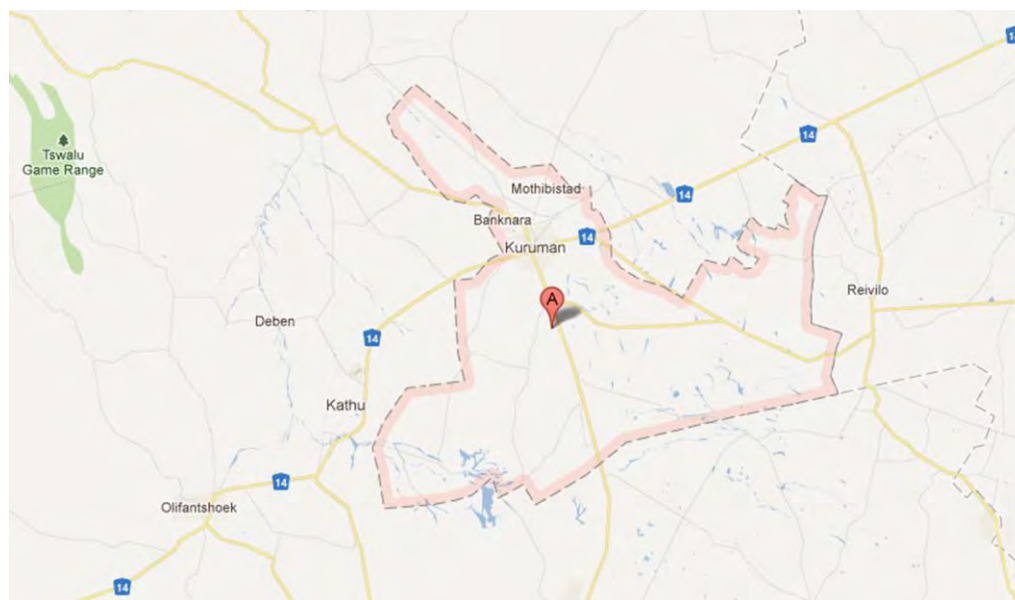 14
14
Tswalu
Game Range
Mothibistad
14
Banknara
14
Kuruman
Reivilo
A
Deben
14
Kathu
14
Olifantshoek
14